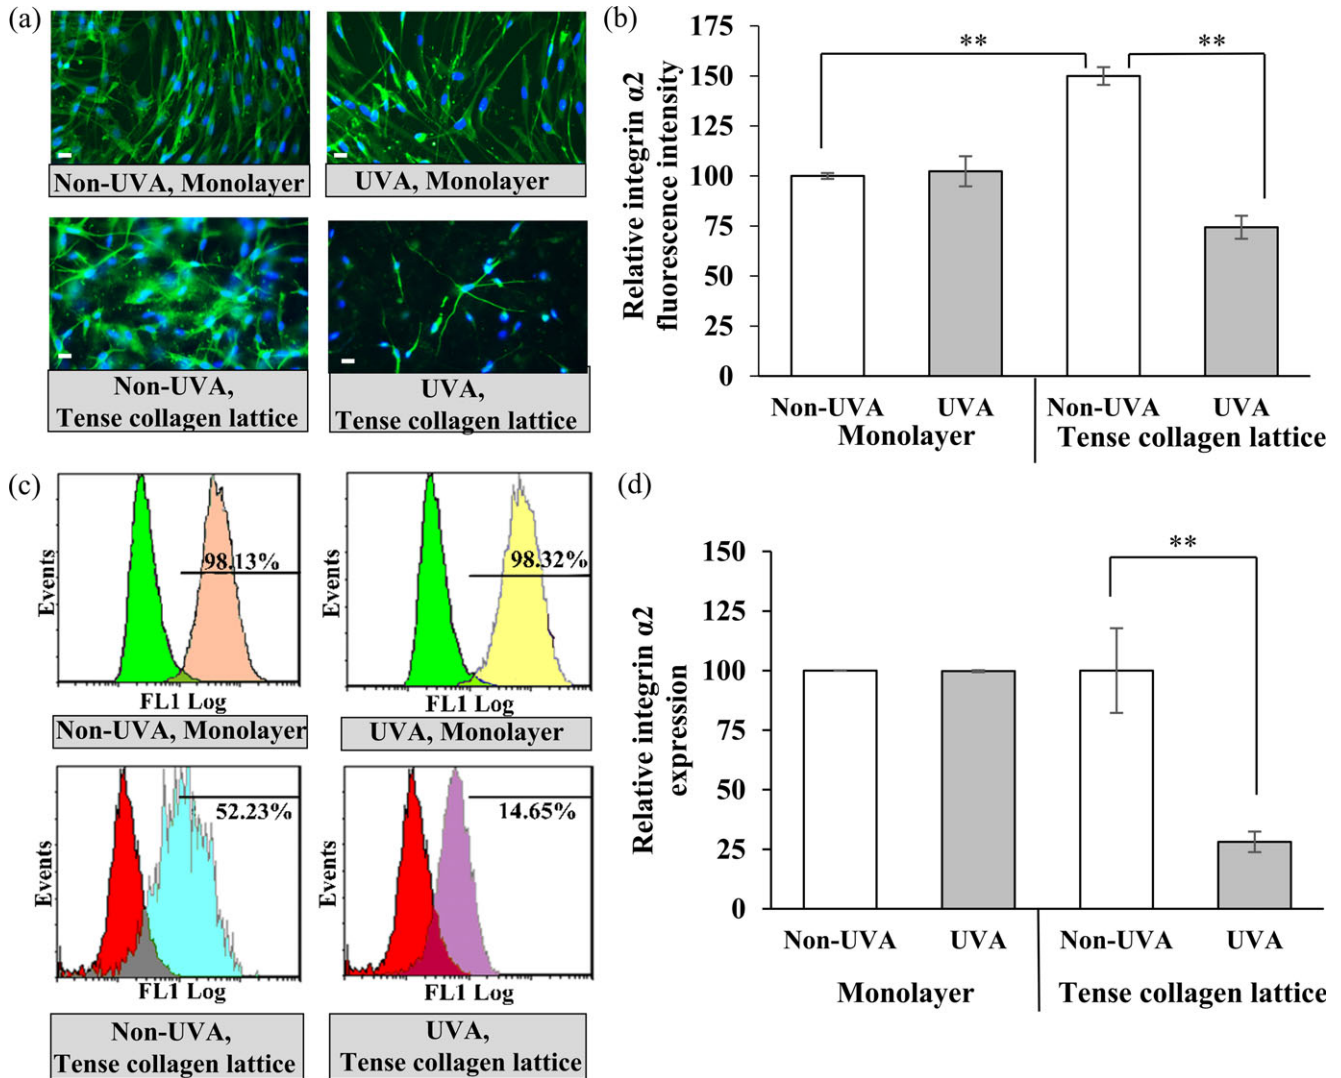 (a)
Non-UVA, Monolayer
UVA, Monolayer
Non-UVA,
Tense collagen lattice
UVA,
Tense collagen lattice
(b)
Relative integrin α2
fluorescence intensity
175
150
125
100
75
50
25
0
**
**
Non-UVA
UVA
Non-UVA
UVA
Monolayer
Tense collagen lattice
(c)
Events
98.13%
FL1 Log
Non-UVA, Monolayer
Events
98.32%
FL1 Log
UVA, Monolayer
Events
52.23%
FL1 Log
Non-UVA,
Tense collagen lattice
Events
14.65%
FL1 Log
UVA,
Tense collagen lattice
(d)
Relative integrin α2
expression
150
125
100
75
50
25
0
**
Non-UVA
UVA
Non-UVA
UVA
Monolayer
Tense collagen lattice